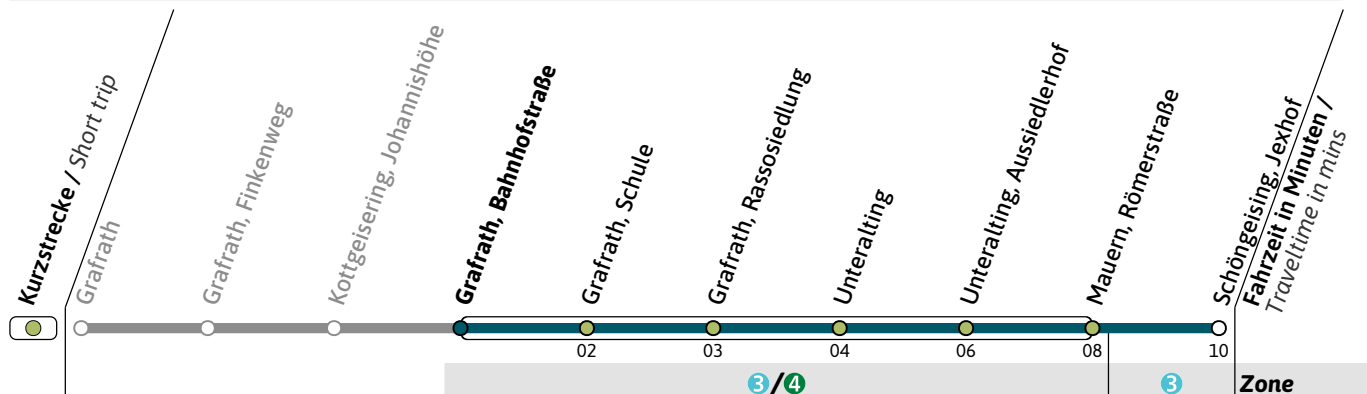 Kurzstrecke / Short trip
Grafrath
Grafrath, Finkenweg
Kottgeisering, Johannishöhe
Grafrath, Bahnhofstraße
Grafrath, Schule
Grafrath, Rassosiedlung
Unteralting
Unteralting, Aussiedlerhof
Mauern, Römerstraße
Schöngeising, Jexhof
Fahrzeit in Minuten /
Traveltime in mins
02 03 04 06 08 10
3/4 3 Zone